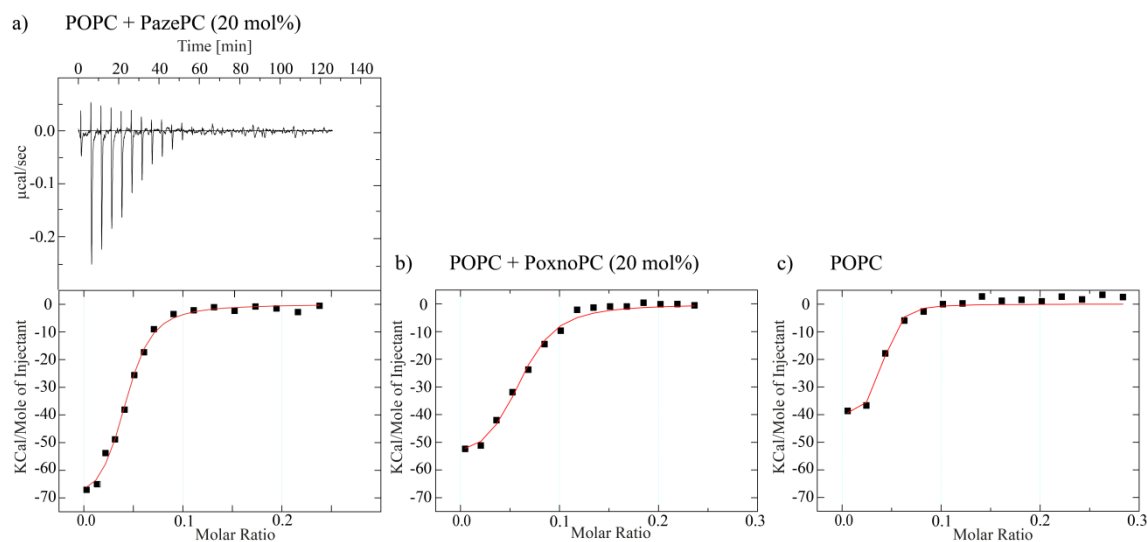 a) POPC + PazePC (20 mol%)
Time [min]
0 20 40 60 80 100 120 140
0.0
-0.1
-0.2
µcal/sec
0
-10
-20
-30
-40
-50
-60
-70
KCal/Mole of Injectant
0.0 0.1 0.2
Molar Ratio
b) POPC + PoxnoPC (20 mol%)
0
-10
-20
-30
-40
-50
-60
-70
KCal/Mole of Injectant
0.0 0.1 0.2 0.3
Molar Ratio
c) POPC
0
-10
-20
-30
-40
-50
-60
-70
KCal/Mole of Injectant
0.0 0.1 0.2 0.3
Molar Ratio